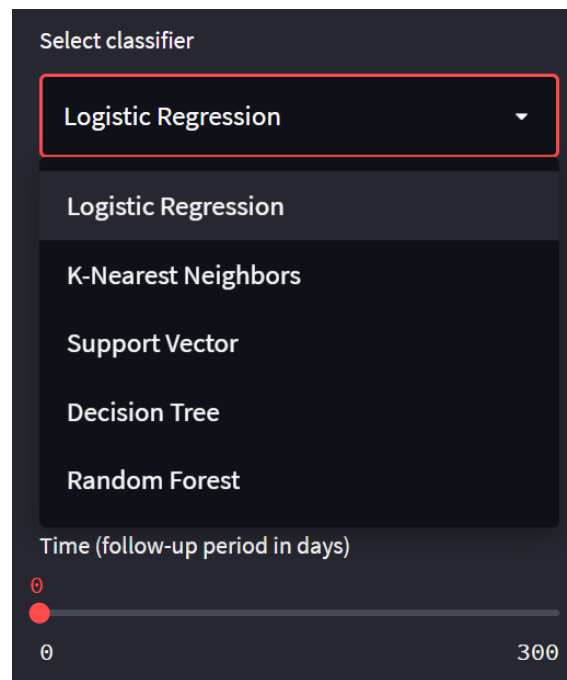 Select classifier
Logistic Regression
Logistic Regression
K-Nearest Neighbors
Support Vector
Decision Tree
Random Forest
Time (follow-up period in days)
0
0 300